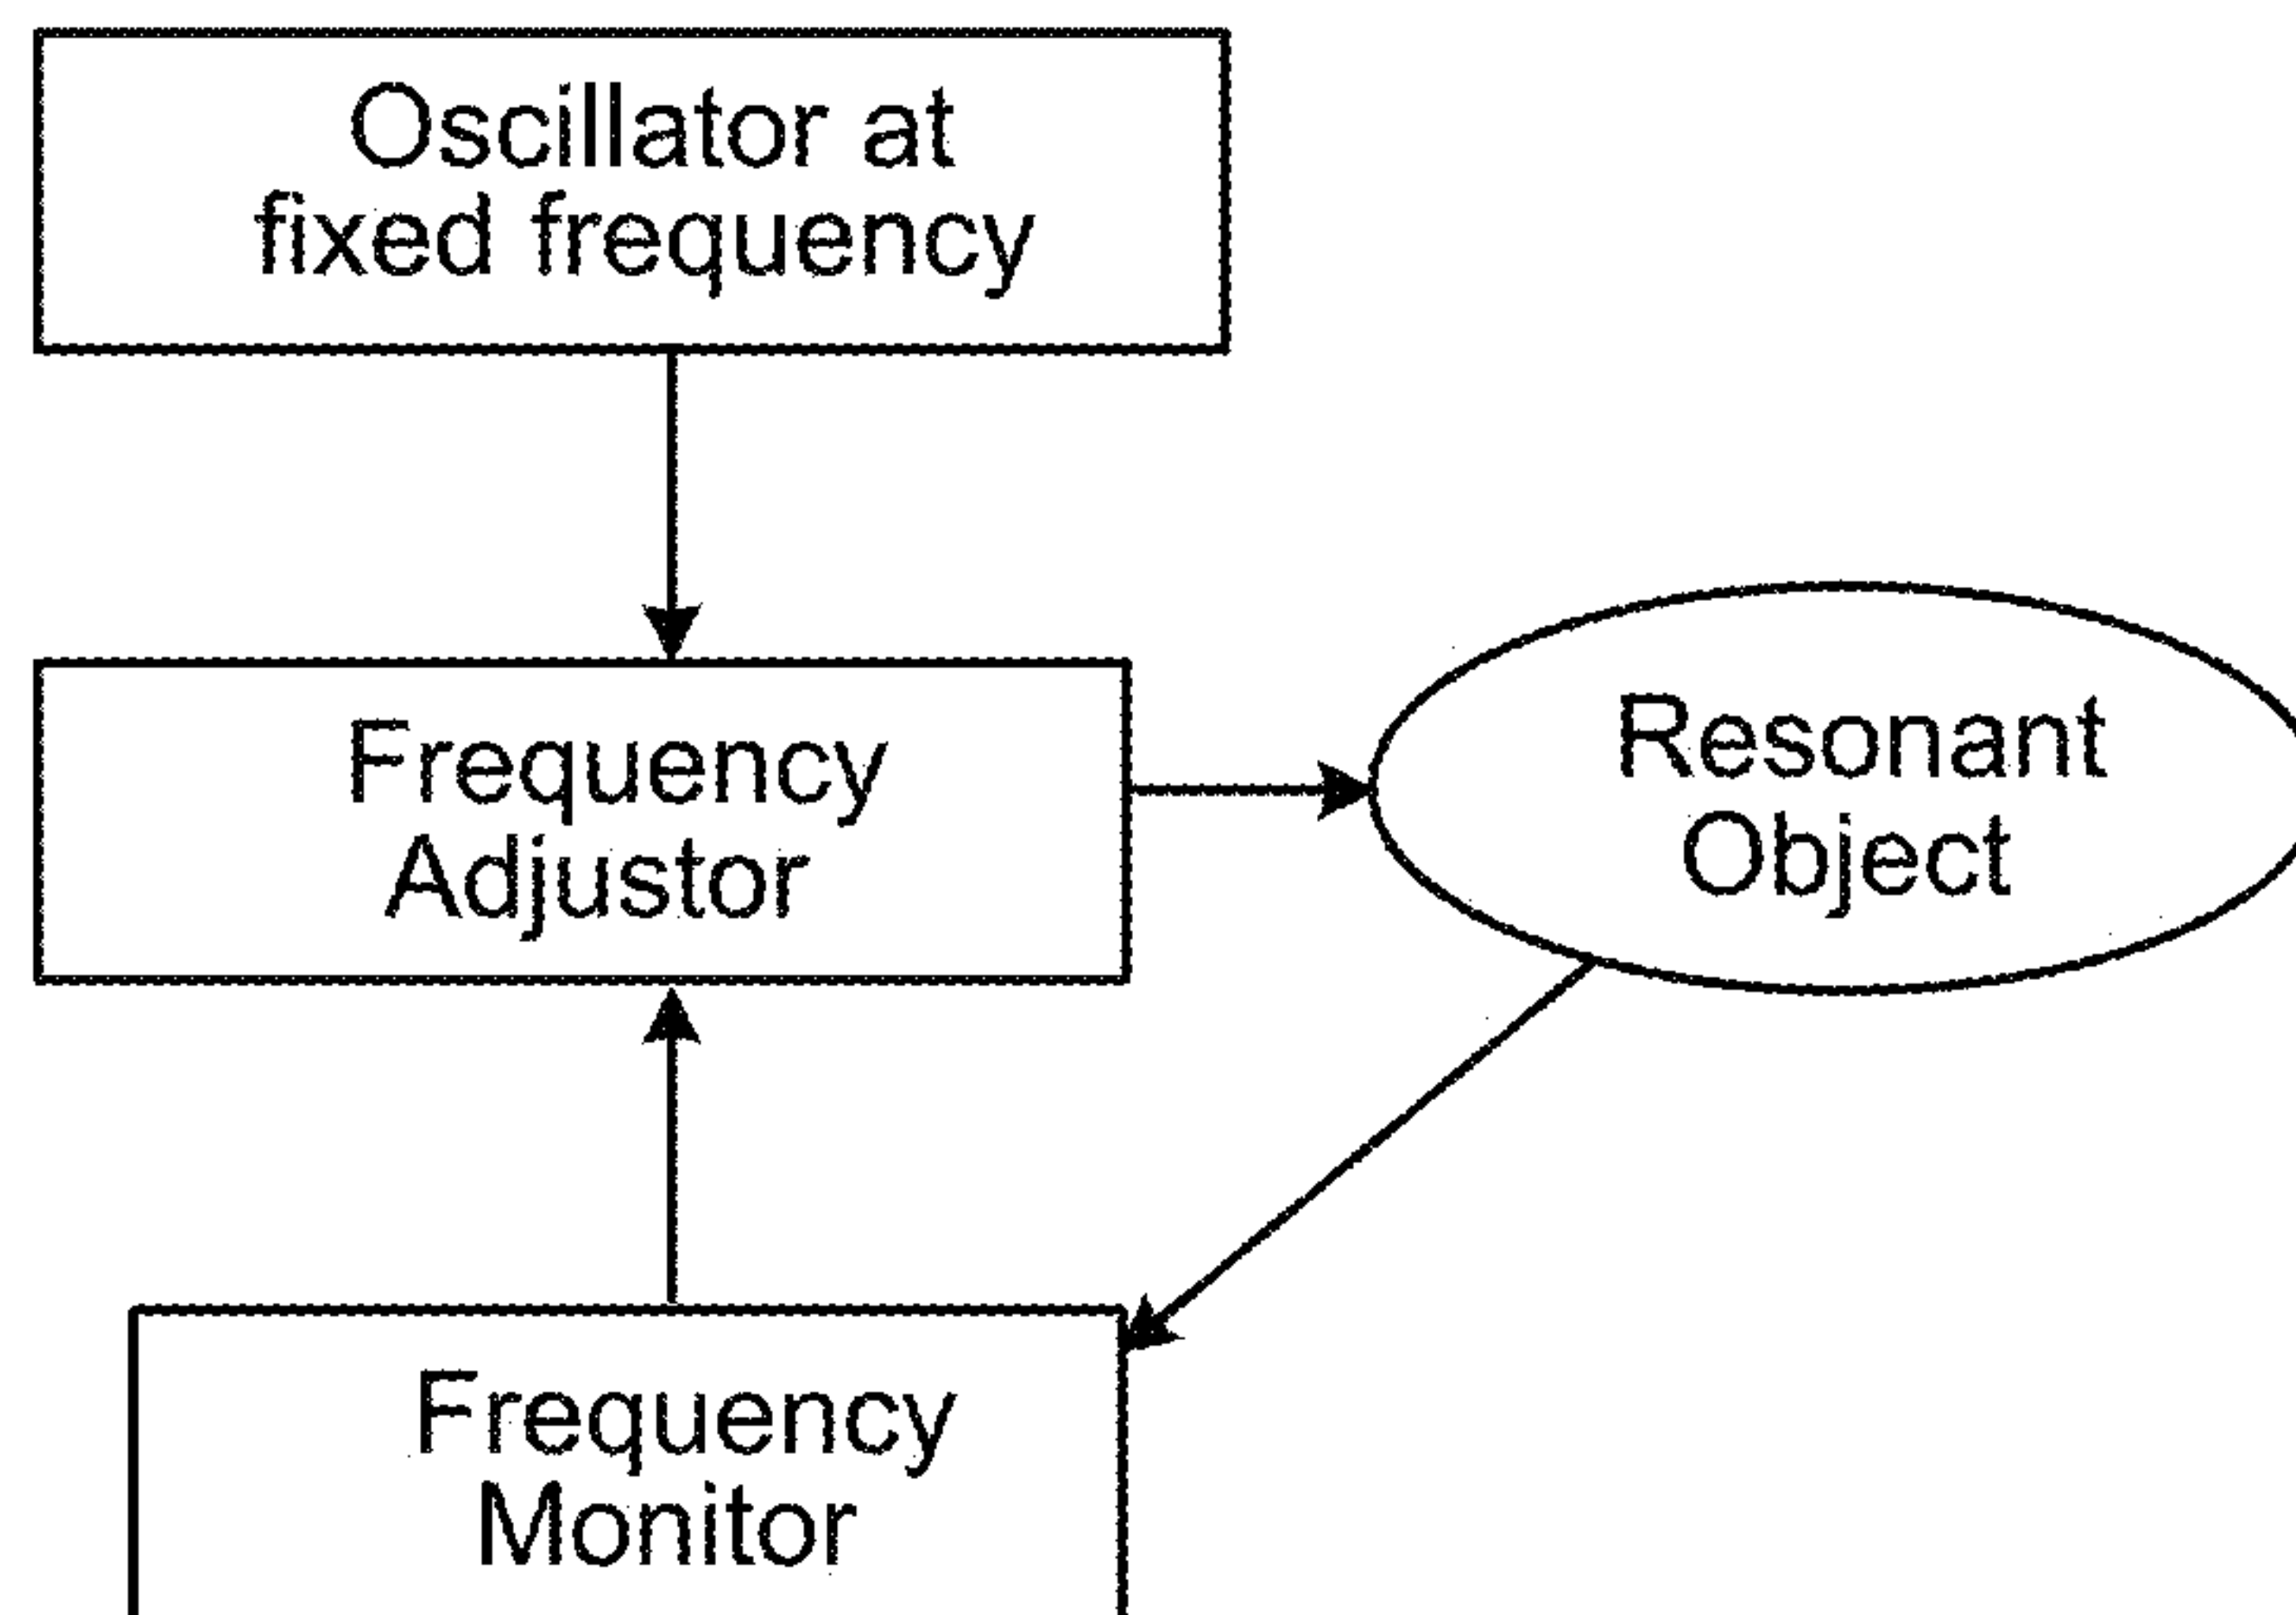 Oscillator at
fixed frequency
Frequency
Adjustor
Resonant
Object
Frequency
Monitor